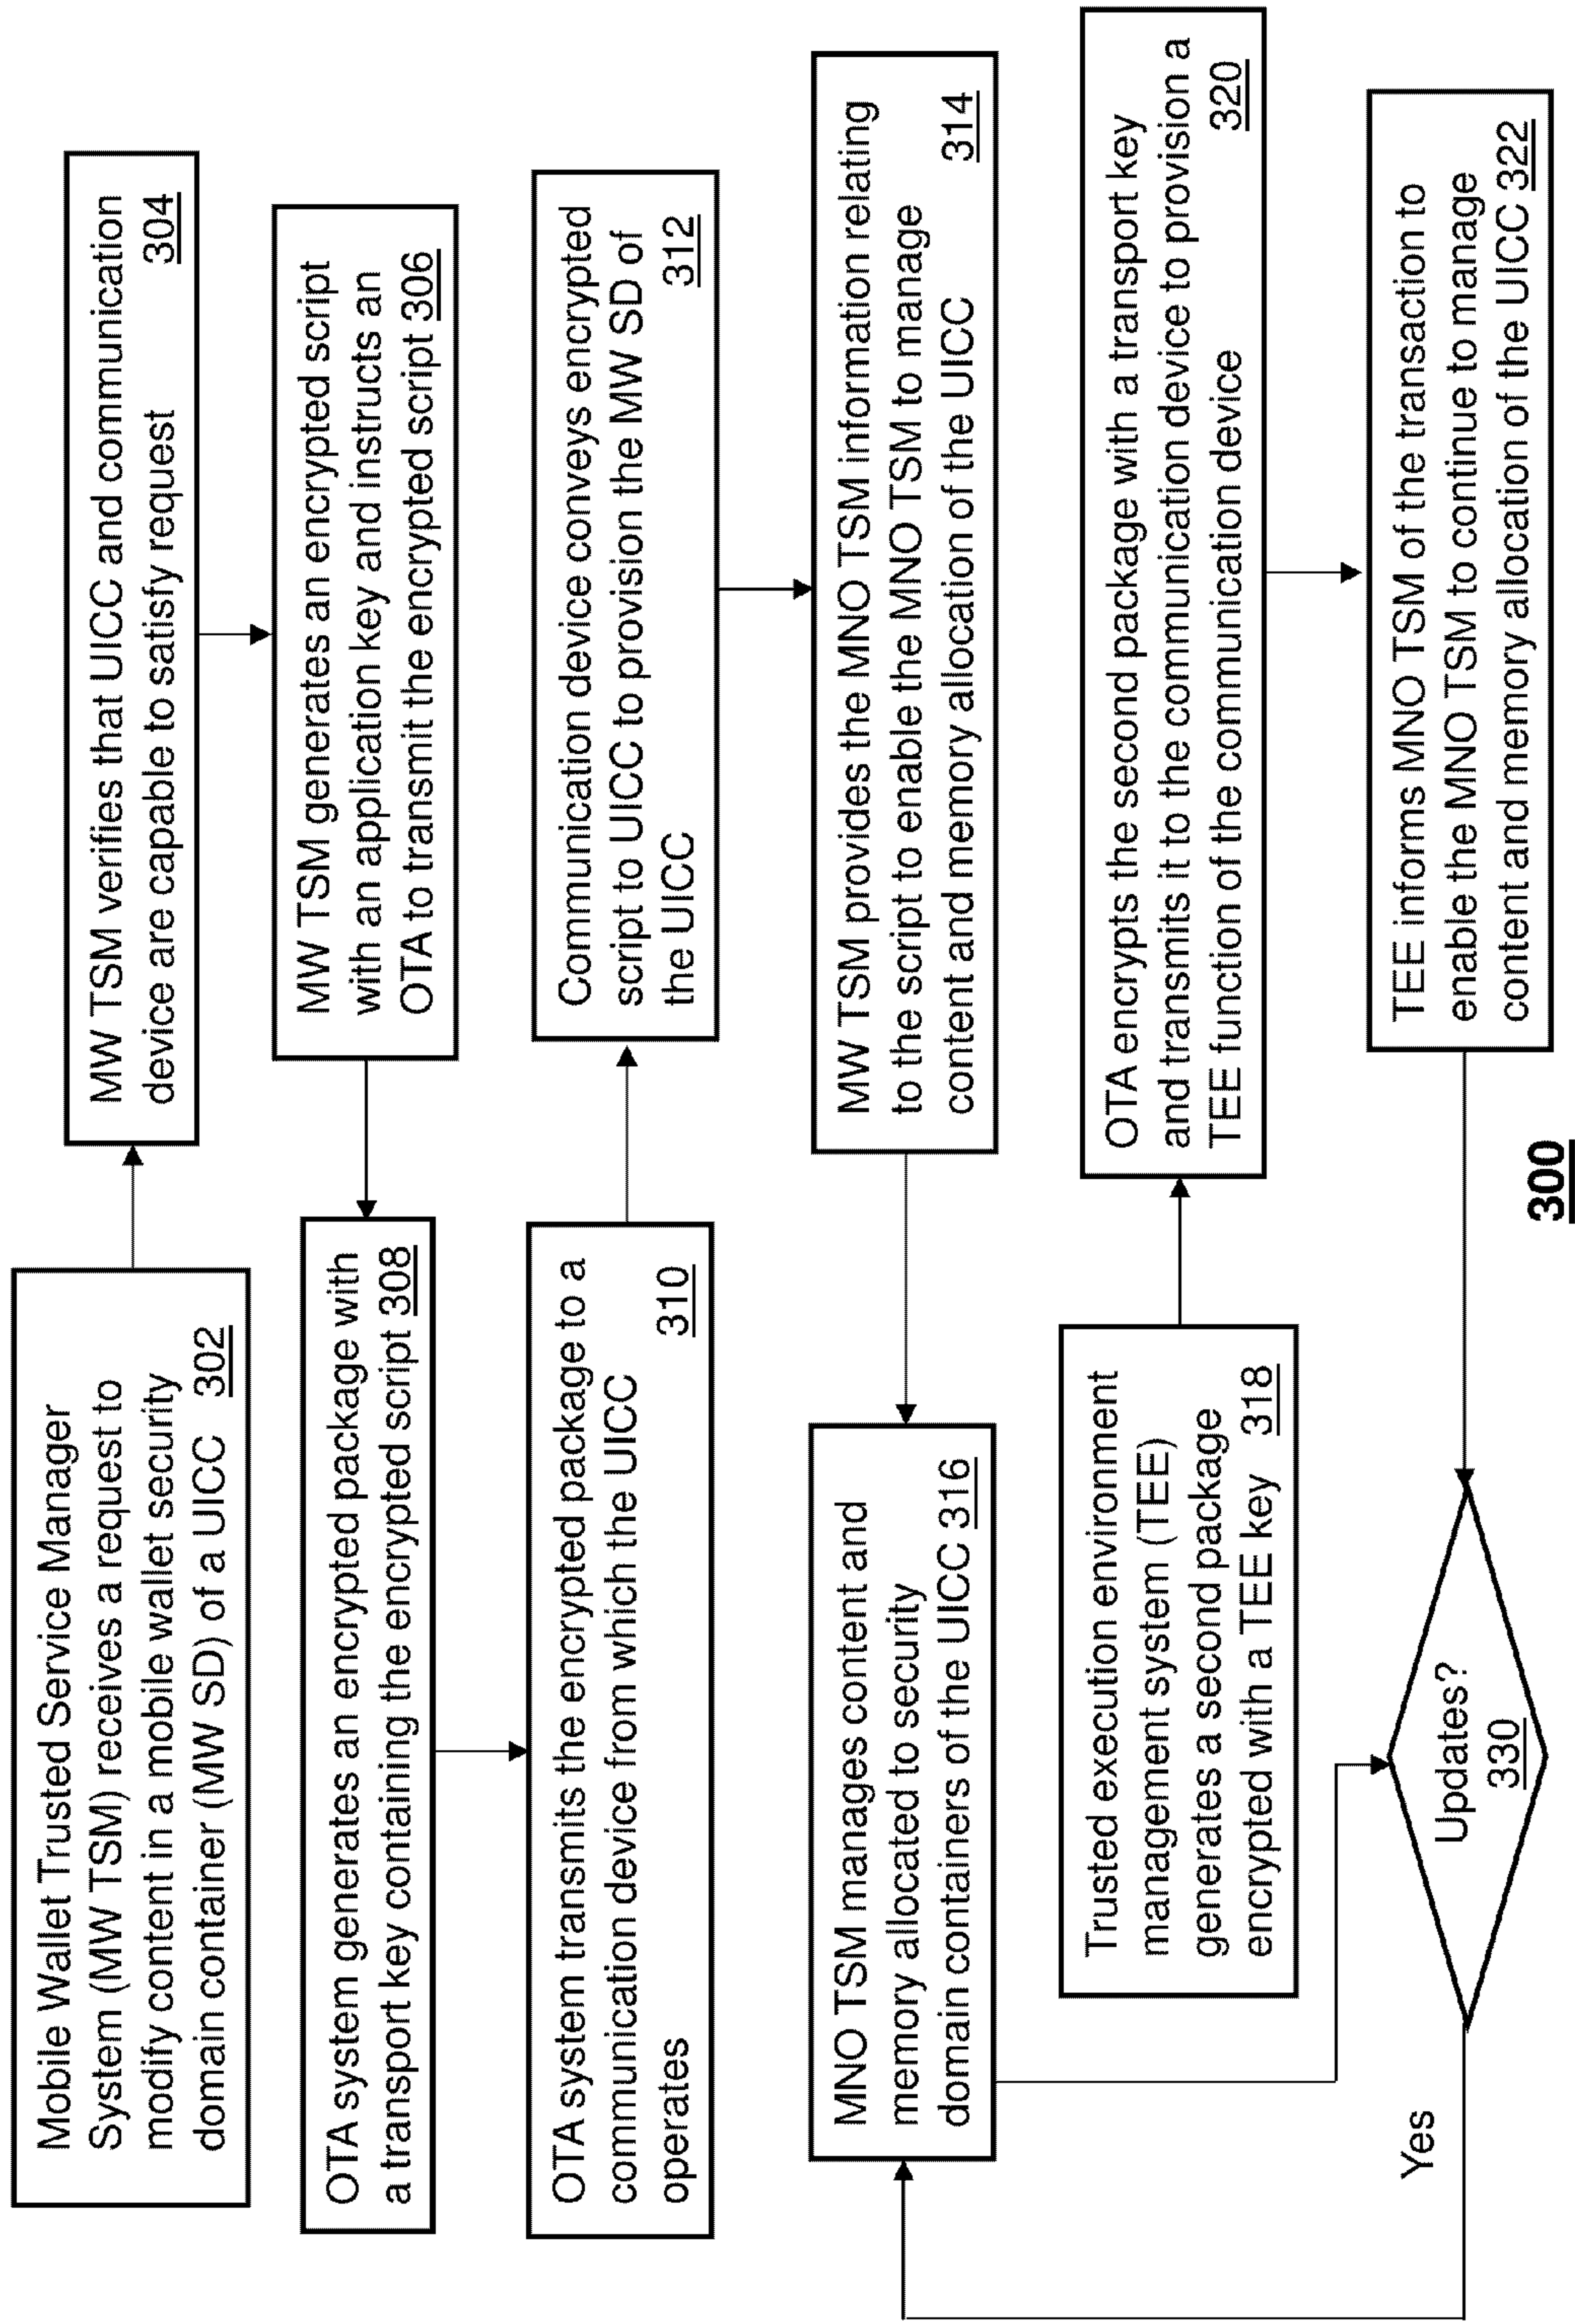 Mobile Wallet Trusted Service Manager
System (MW TSM) receives a request to
modify content in a mobile wallet security
domain container (MW SD) of a UICC 302
MW TSM verifies that UICC and communication
device are capable to satisfy request 304
MW TSM generates an encrypted script
with an application key and instructs an
OTA to transmit the encrypted script 306
OTA system generates an encrypted package with
a transport key containing the encrypted script 308
OTA system transmits the encrypted package to a
communication device from which the UICC
operates 310
Communication device conveys encrypted
script to UICC to provision the MW SD of
the UICC 312
MW TSM provides the MNO TSM information relating
to the script to enable the MNO TSM to manage
content and memory allocation of the UICC 314
MNO TSM manages content and
memory allocated to security
domain containers of the UICC 316
Trusted execution environment
management system (TEE)
generates a second package
encrypted with a TEE key 318
OTA encrypts the second package with a transport key
and transmits it to the communication device to provision a
TEE function of the communication device 320
TEE informs MNO TSM of the transaction to
enable the MNO TSM to continue to manage
content and memory allocation of the UICC 322
Updates?
330
Yes
300